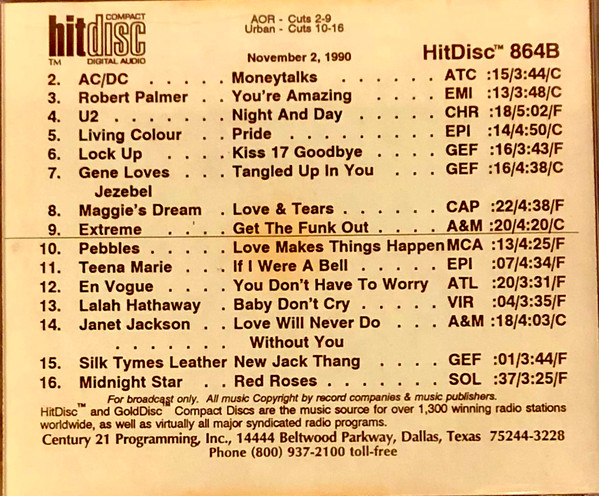 COMPACT
hitdisc
DIGITAL AUDIO
TM
AOR - Cuts 2-9
Urban - Cuts 10-16
November 2, 1990
HitDisc™ 864B
2. AC/DC . . . . . Moneytalks . . . . . . ATC :15/3:44/C
3. Robert Palmer . . You're Amazing . . . . EMI :13/3:48/C
4. U2 . . . . . . . Night And Day . . . . . CHR :18/5:02/F
5. Living Colour . . . Pride . . . . . . . . EPI :14/4:50/C
6. Lock Up . . . . Kiss 17 Goodbye . . . . GEF :16/3:43/F
7. Gene Loves . . . Tangled Up In You . . . GEF :16/4:38/C
Jezebel
8. Maggie's Dream . Love & Tears . . . . . . CAP :22/4:38/F
9. Extreme . . . . Get The Funk Out . . . . A&M :20/4:20/C
10. Pebbles . . . . . Love Makes Things Happen MCA :13/4:25/F
11. Teena Marie . . . If I Were A Bell . . . . . EPI :07/4:34/F
12. En Vogue . . . . You Don't Have To Worry ATL :20/3:31/F
13. Lalah Hathaway . Baby Don't Cry . . . . . VIR :04/3:35/F
14. Janet Jackson . . Love Will Never Do . . . A&M :18/4:03/C
. . . . . . . Without You
15. Silk Tymes Leather New Jack Thang . . . . GEF :01/3:44/F
16. Midnight Star . . Red Roses . . . . . . . SOL :37/3:25/F
For broadcast only. All music Copyright by record companies & music publishers.
HitDisc™ and GoldDisc™ Compact Discs are the music source for over 1,300 winning radio stations
worldwide, as well as virtually all major syndicated radio programs.
Century 21 Programming, Inc., 14444 Beltwood Parkway, Dallas, Texas 75244-3228
Phone (800) 937-2100 toll-free